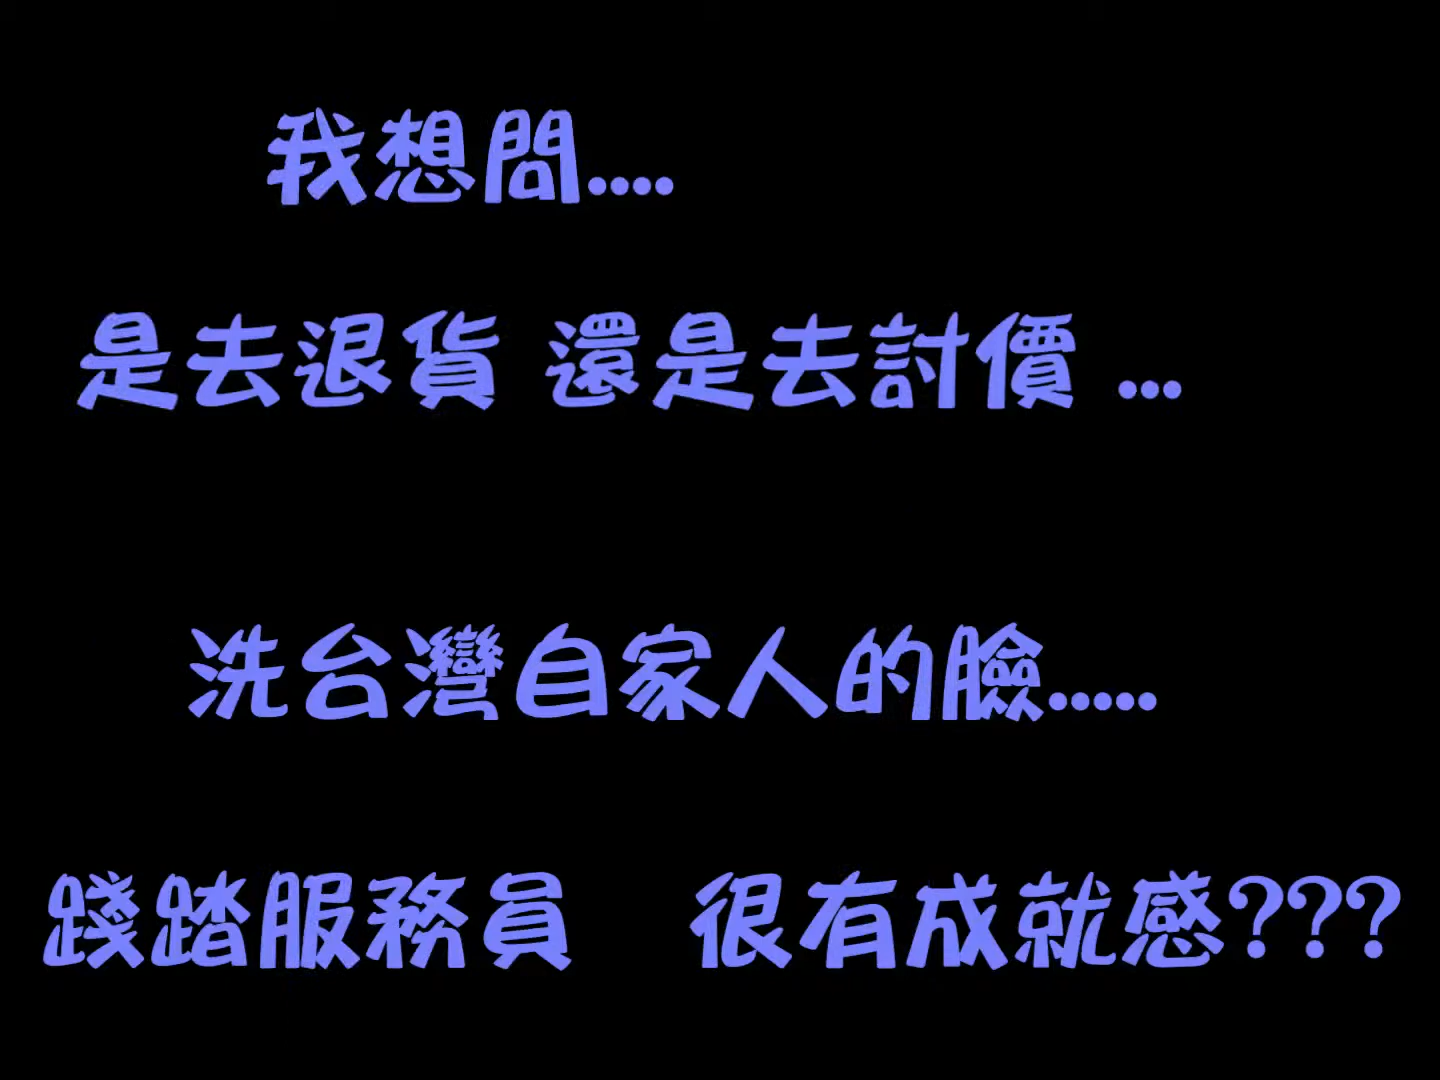 我想問....
是去退貨 還是去討價 ...
洗台灣自家人的臉.....
踐踏服務員 很有成就感???